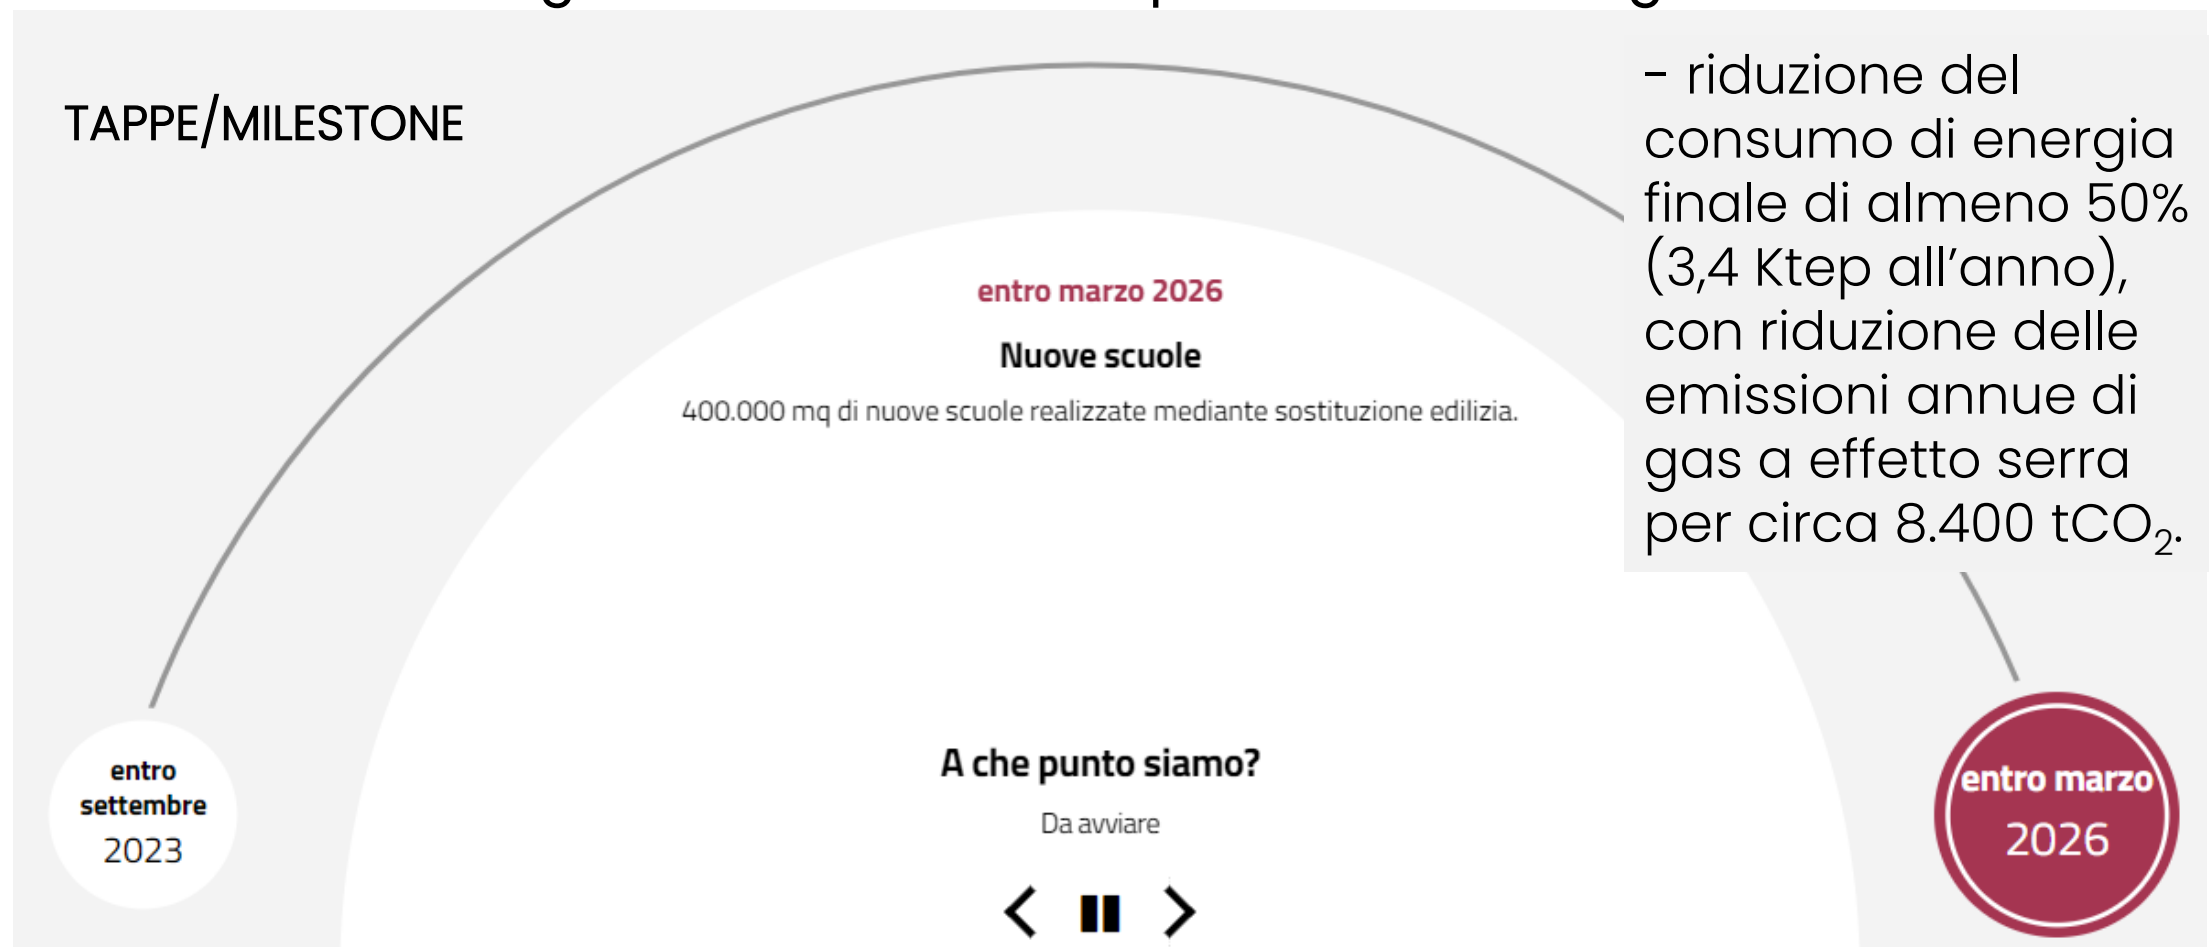 TAPPE/MILESTONE
- riduzione del
consumo di energia
finale di almeno 50%
(3,4 Ktep all’anno),
con riduzione delle
emissioni annue di
gas a effetto serra
per circa 8.400 tCO₂.
entro marzo 2026
Nuove scuole
400.000 mq di nuove scuole realizzate mediante sostituzione edilizia.
A che punto siamo?
Da avviare
entro
settembre
2023
entro marzo
2026